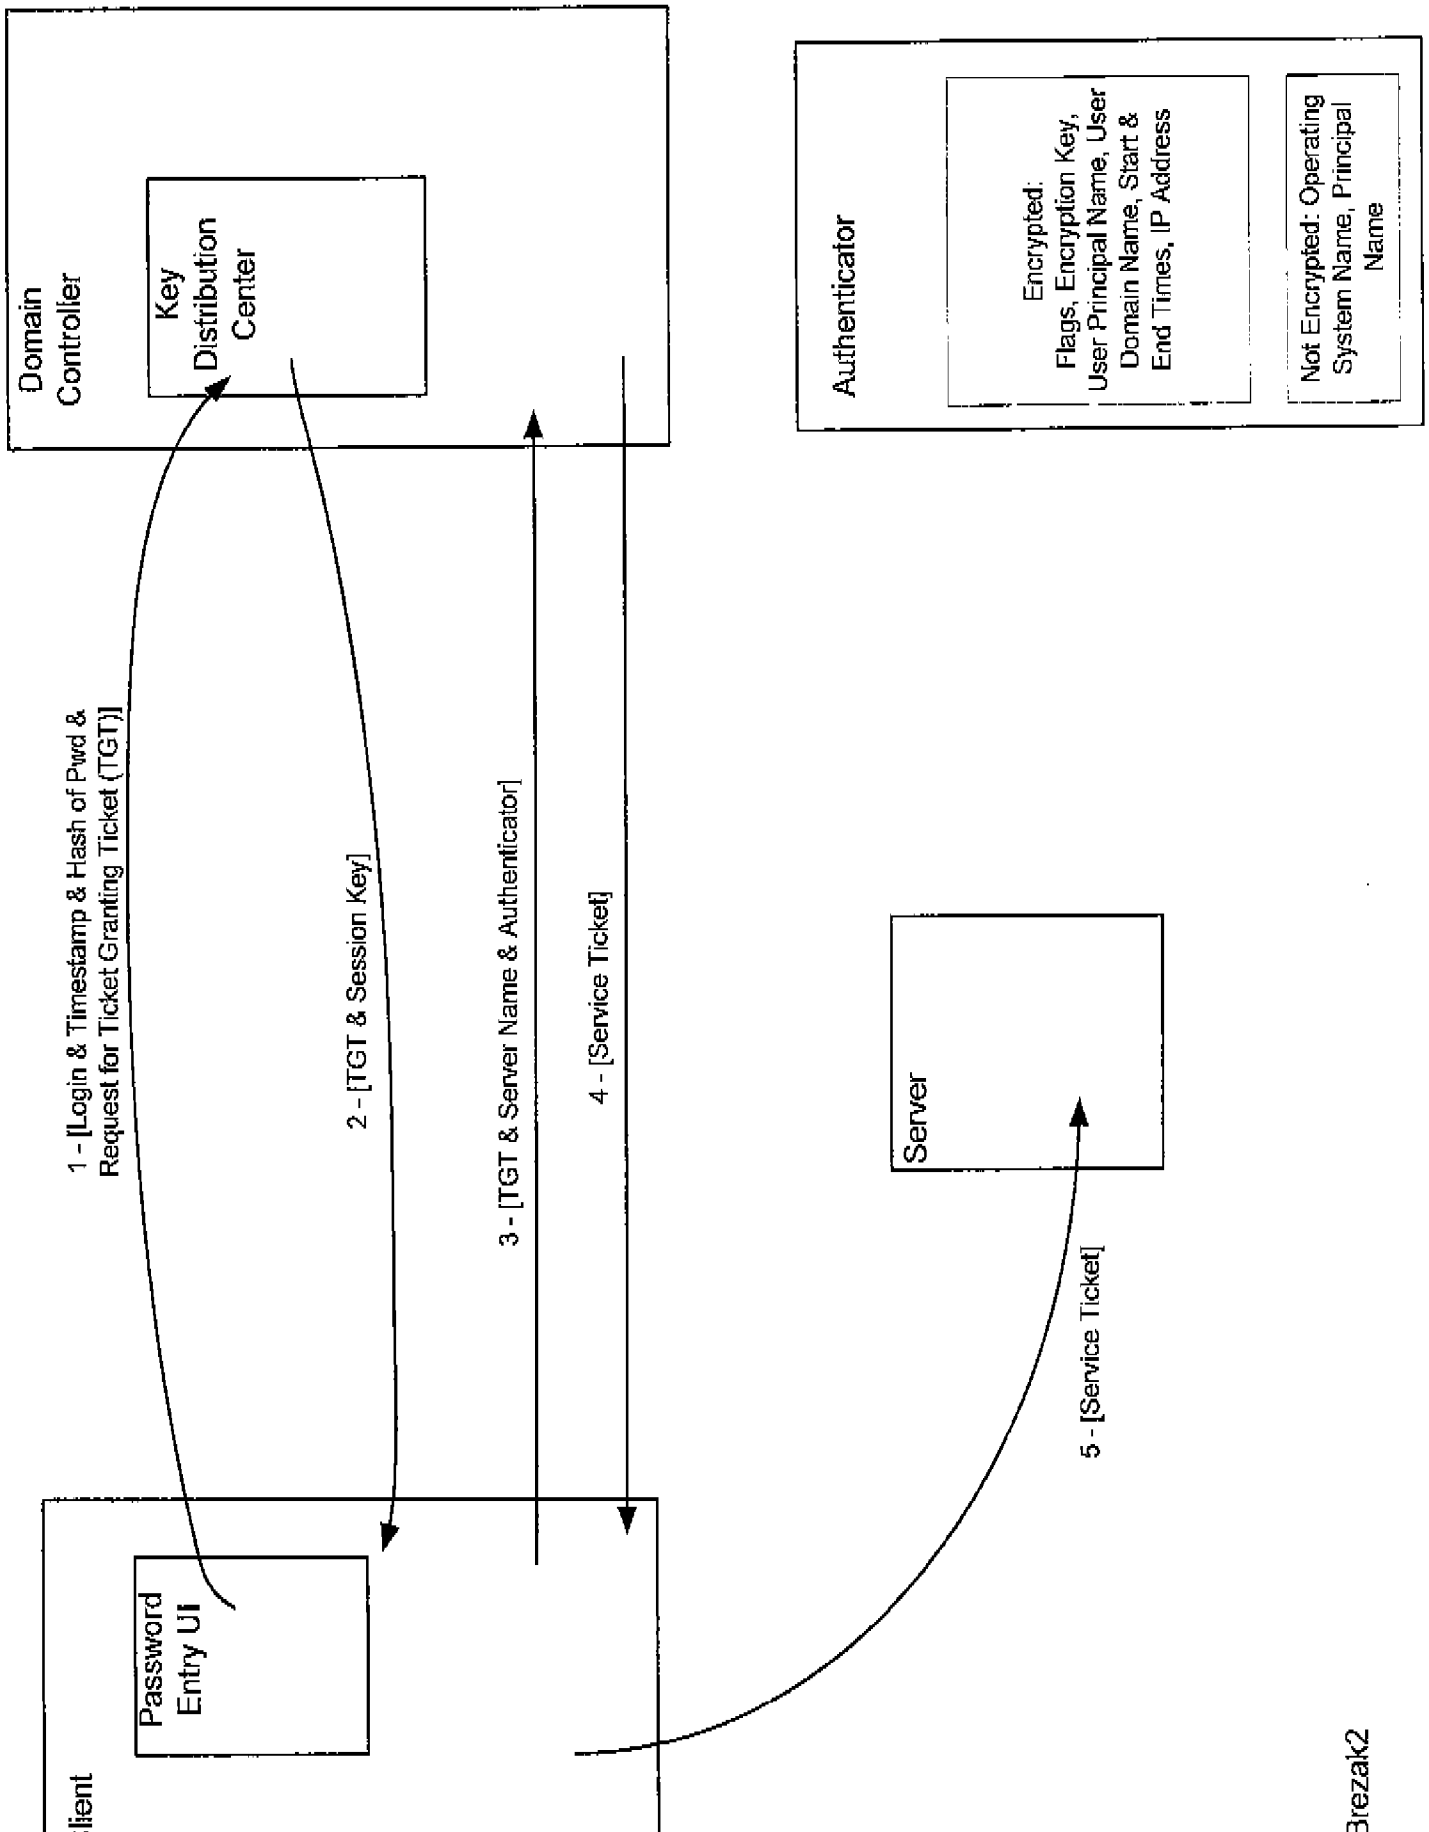 Domain
Controller
Key
Distribution
Center
1 - [Login & Timestamp & Hash of Pwd &
Request for Ticket Granting Ticket (TGT)]
2 - [TGT & Session Key]
3 - [TGT & Server Name & Authenticator]
4 - [Service Ticket]
lient
Password
Entry UI
Authenticator
Encrypted:
Flags, Encryption Key,
User Principal Name, User
Domain Name, Start &
End Times, IP Address
Not Encrypted: Operating
System Name, Principal
Name
Server
5 - [Service Ticket]
Brezak2